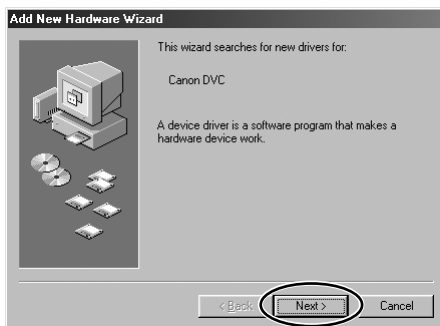 Add New Hardware Wizard
This wizard searches for new drivers for:
Canon DVC
A device driver is a software program that makes a
hardware device work.
< Back
Next >
Cancel